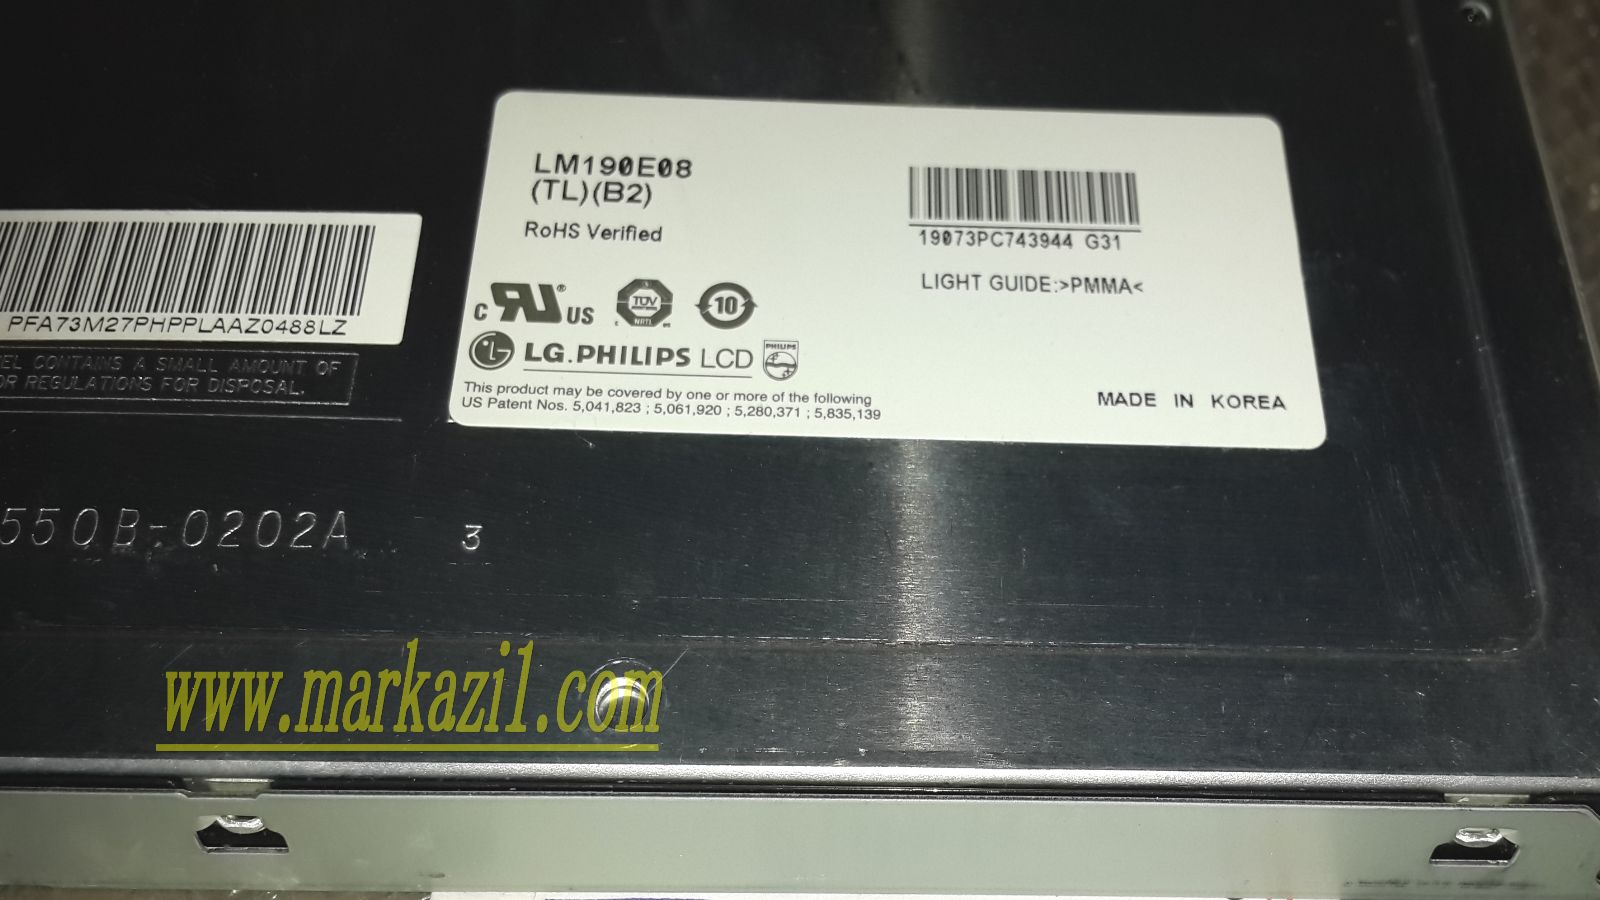 LM190E08
(TL)(B2)
RoHS Verified
19073PC743944 G31
LIGHT GUIDE:>PMMA<
c RU ® US
TÜV
NRTL
10
LG.PHILIPS LCD
PHILIPS
This product may be covered by one or more of the following
US Patent Nos. 5,041,823 ; 5,061,920 ; 5,280,371 ; 5,835,139
MADE IN KOREA
PFA73M27PHPPLAAZ0488LZ
CONTAINS A SMALL AMOUNT OF
REGULATIONS FOR DISPOSAL.
550B-0202A 3
www.markazi1.com